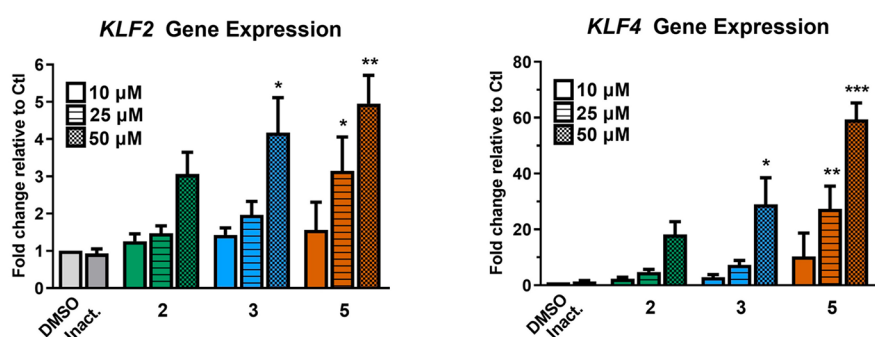 KLF2 Gene Expression
Fold change relative to Ctl
6
5
4
3
2
1
0
10 µM
25 µM
50 µM
*
*
**
DMSO
Inact.
2
3
5
KLF4 Gene Expression
Fold change relative to Ctl
80
60
40
20
0
10 µM
25 µM
50 µM
*
**
***
DMSO
Inact.
2
3
5